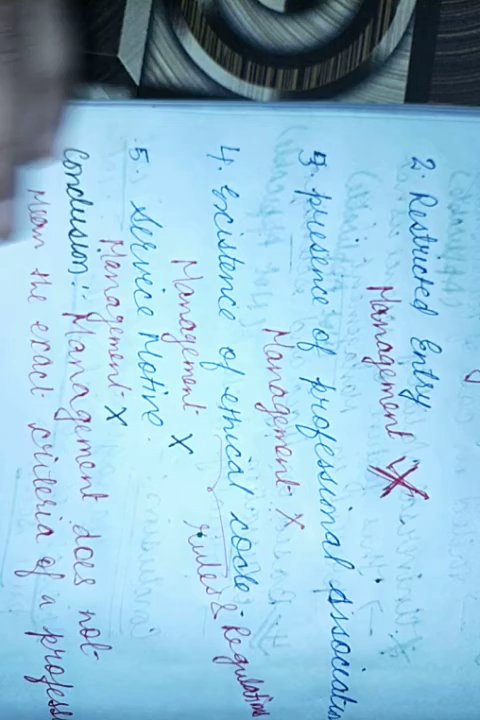 2. Restricted Entry
Management X
3. presence of professional Associatio
Management X
4. Existence of ethical code
Management X rules & Regulations
5. Service Motive.
Management X
Conclusion: Management does not
mean the exact criteria of a profess